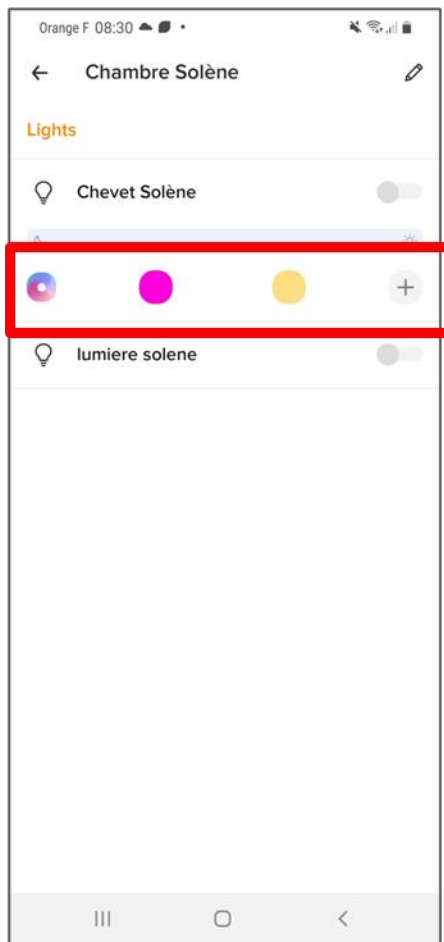 Orange F 08:30
Chambre Solène
Lights
Chevet Solène
lumiere solene